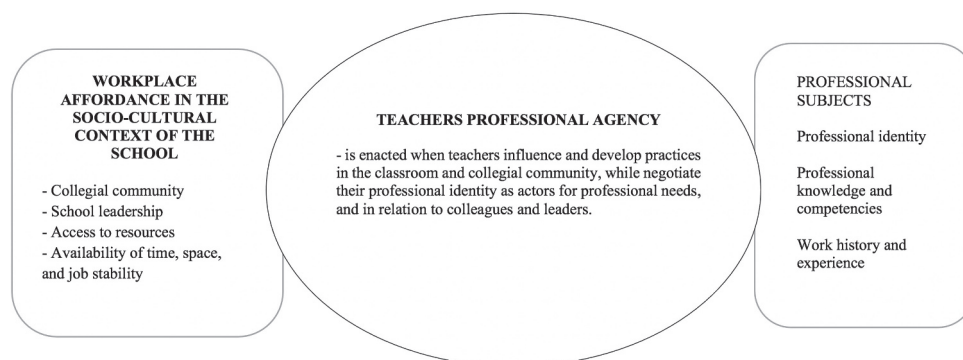 WORKPLACE
AFFORDANCE IN THE
SOCIO-CULTURAL
CONTEXT OF THE
SCHOOL
- Collegial community
- School leadership
- Access to resources
- Availability of time, space,
and job stability
TEACHERS PROFESSIONAL AGENCY
- is enacted when teachers influence and develop practices
in the classroom and collegial community, while negotiate
their professional identity as actors for professional needs,
and in relation to colleagues and leaders.
PROFESSIONAL
SUBJECTS
Professional identity
Professional
knowledge and
competencies
Work history and
experience